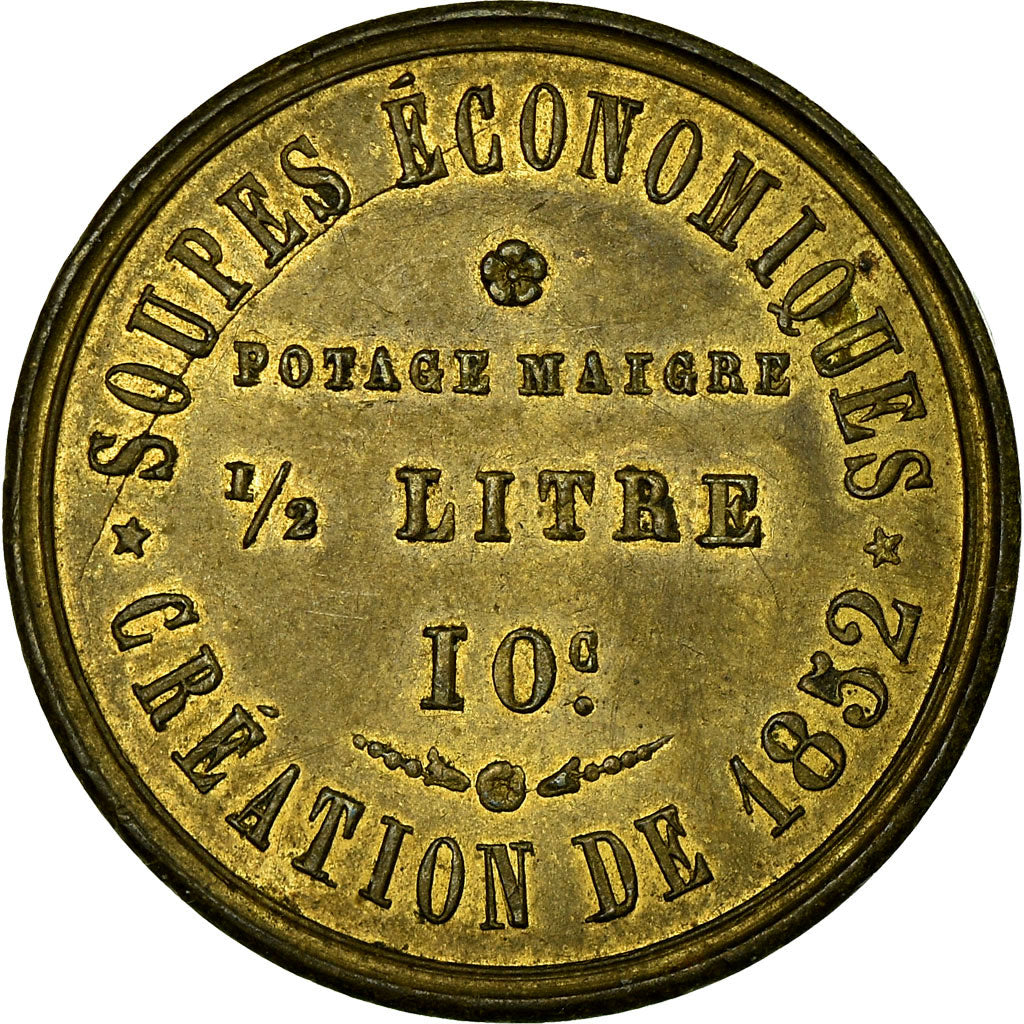 SOUPES ÉCONOMIQUES
POTAGE MAIGRE
1/2 LITRE
10c.
CRÉATION DE 1852